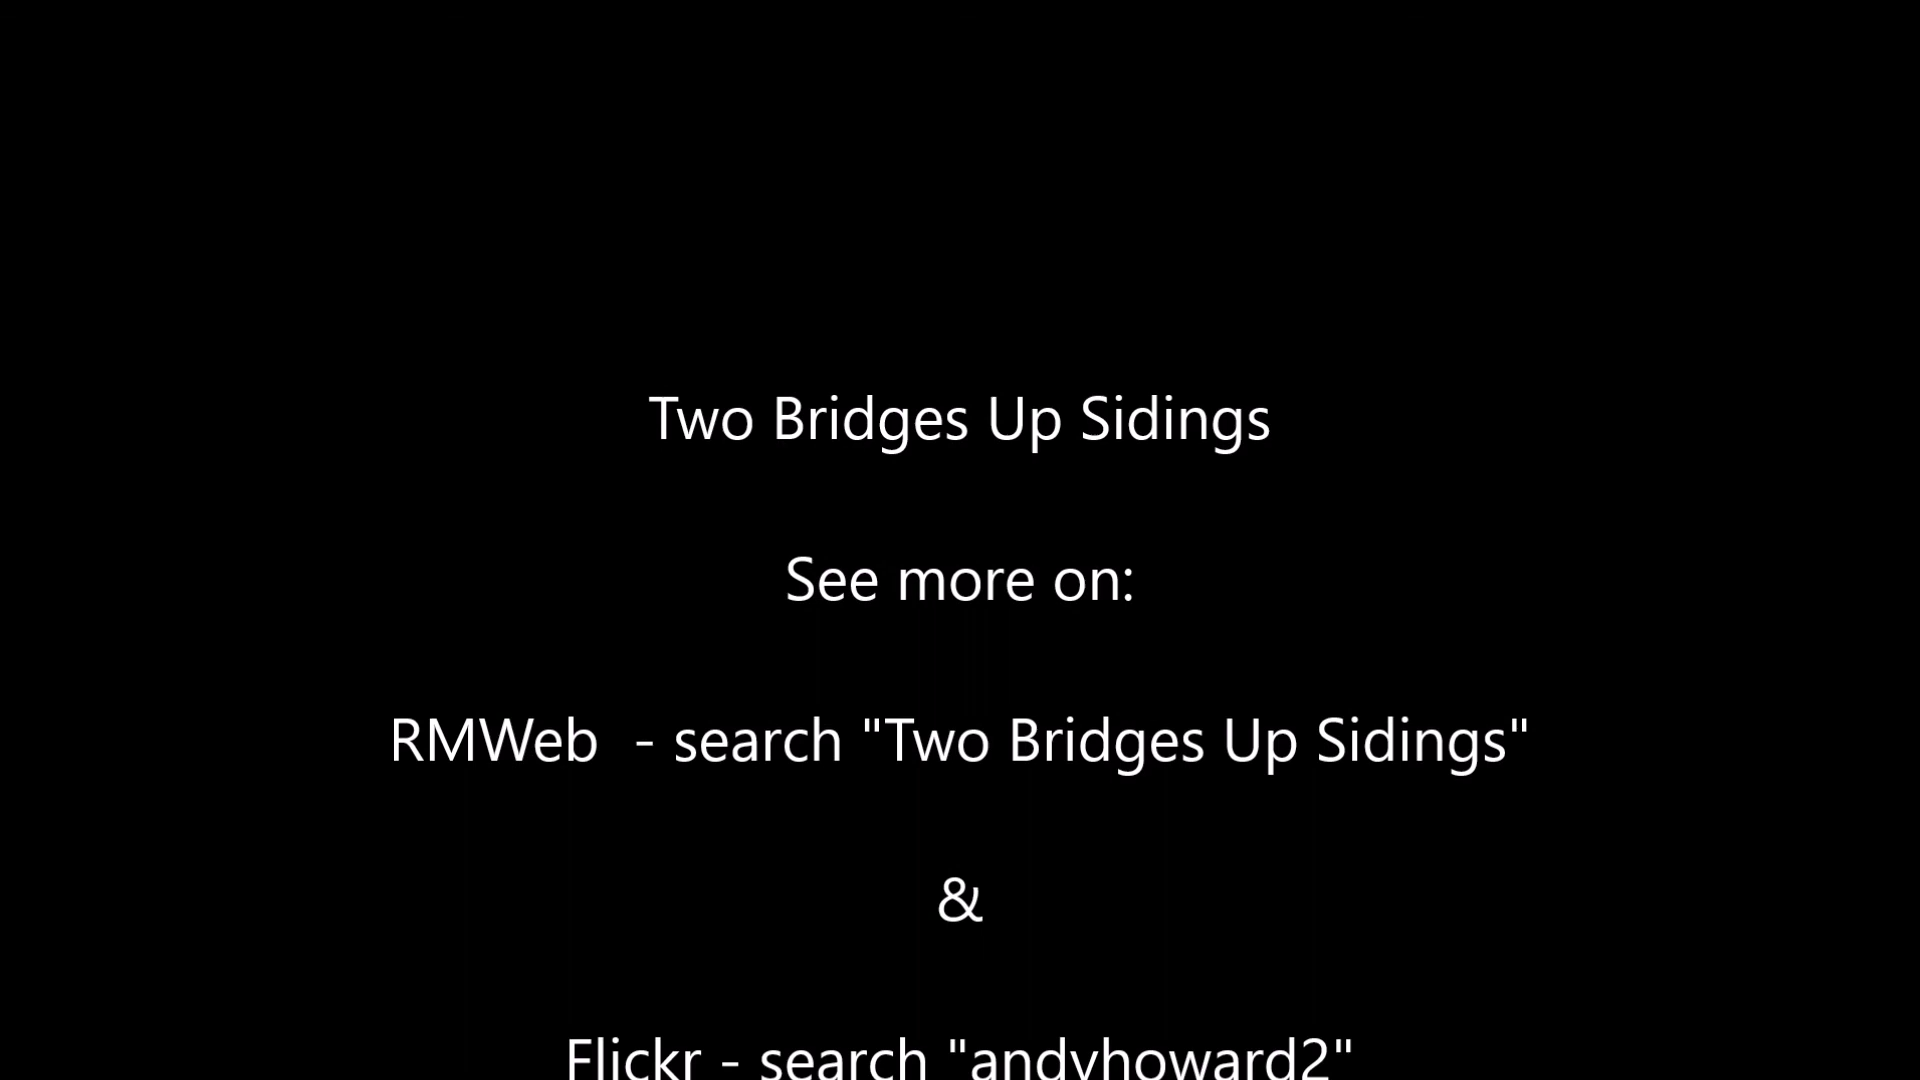 Two Bridges Up Sidings
See more on:
RMWeb  - search "Two Bridges Up Sidings"
&
Flickr - search "andyhoward2"